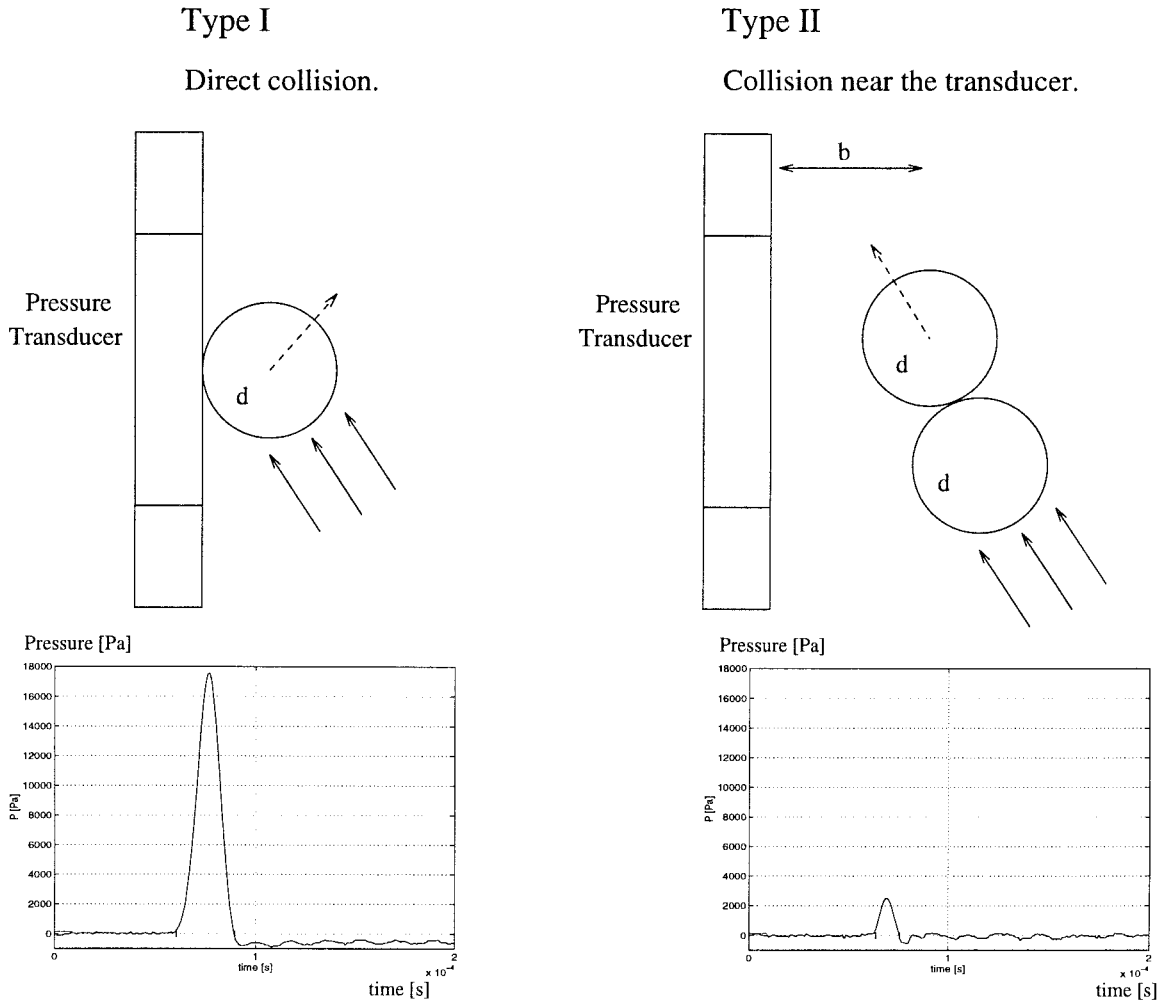 Type I
Direct collision.
Pressure
Transducer
d
Pressure [Pa]
18000
16000
14000
12000
10000
8000
6000
4000
2000
0
P [Pa]
0
1
2
time [s]
x 10⁻⁴
time [s]
Type II
Collision near the transducer.
b
Pressure
Transducer
d
d
Pressure [Pa]
18000
16000
14000
12000
10000
8000
6000
4000
2000
0
P [Pa]
0
1
2
time [s]
x 10⁻⁴
time [s]